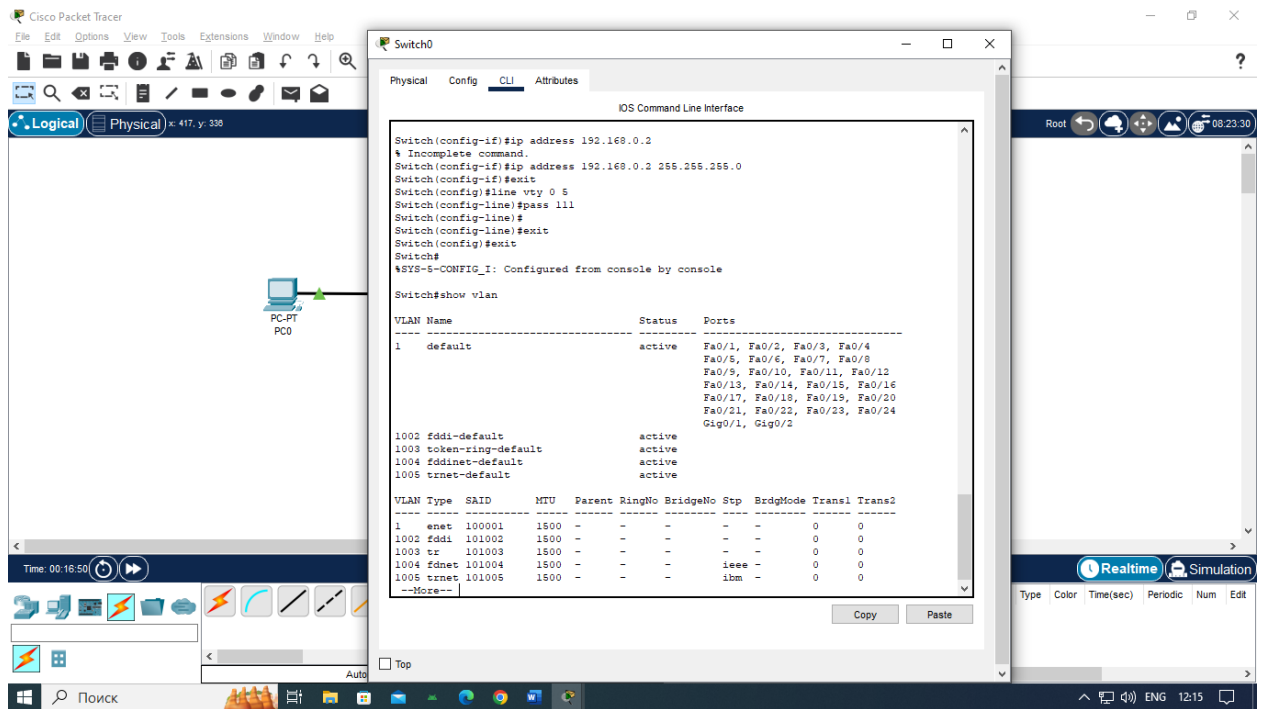 Cisco Packet Tracer
File Edit Options View Tools Extensions Window Help
?
Logical Physical x: 417, y: 336
Root 08:23:30
PC-PT
PC0
Switch0
Physical Config CLI Attributes
IOS Command Line Interface
Switch(config-if)#ip address 192.168.0.2
% Incomplete command.
Switch(config-if)#ip address 192.168.0.2 255.255.255.0
Switch(config-if)#exit
Switch(config)#line vty 0 5
Switch(config-line)#pass 111
Switch(config-line)#
Switch(config-line)#exit
Switch(config)#exit
Switch#
%SYS-5-CONFIG_I: Configured from console by console
Switch#show vlan
VLAN Name                             Status    Ports
---- -------------------------------- --------- -------------------------------
1    default                          active    Fa0/1, Fa0/2, Fa0/3, Fa0/4
Fa0/5, Fa0/6, Fa0/7, Fa0/8
Fa0/9, Fa0/10, Fa0/11, Fa0/12
Fa0/13, Fa0/14, Fa0/15, Fa0/16
Fa0/17, Fa0/18, Fa0/19, Fa0/20
Fa0/21, Fa0/22, Fa0/23, Fa0/24
Gig0/1, Gig0/2
1002 fddi-default                     active
1003 token-ring-default               active
1004 fddinet-default                  active
1005 trnet-default                    active
VLAN Type  SAID       MTU   Parent RingNo BridgeNo Stp  BrdgMode Trans1 Trans2
---- ----- ---------- ----- ------ ------ -------- ---- -------- ------ ------
1    enet  100001     1500  -      -      -        -    -        0      0
1002 fddi  101002     1500  -      -      -        -    -        0      0
1003 tr    101003     1500  -      -      -        -    -        0      0
1004 fdnet 101004     1500  -      -      -        ieee -        0      0
1005 trnet 101005     1500  -      -      -        ibm  -        0      0
--More--
Copy Paste
Top
Time: 00:16:50
Realtime Simulation
Type Color Time(sec) Periodic Num Edit
Auto
Поиск
ENG 12:15